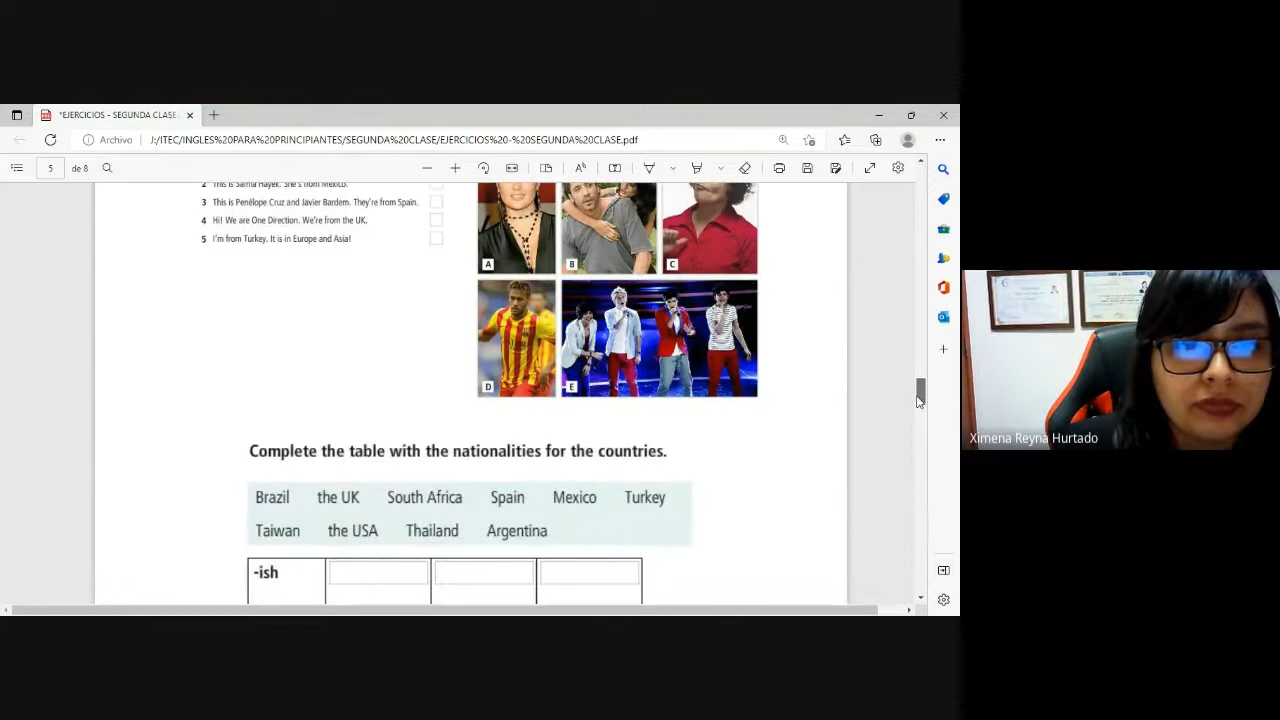 *EJERCICIOS - SEGUNDA CLASE
Archivo
J:/ITEC/INGLES%20PARA%20PRINCIPIANTES/SEGUNDA%20CLASE/EJERCICIOS%20-%20SEGUNDA%20CLASE.pdf
5 de 8
2 This is Salma Hayek. She's from Mexico.
3 This is Penélope Cruz and Javier Bardem. They're from Spain.
4 Hi! We are One Direction. We're from the UK.
5 I'm from Turkey. It is in Europe and Asia!
A
B
C
D
E
Complete the table with the nationalities for the countries.
Brazil the UK South Africa Spain Mexico Turkey
Taiwan the USA Thailand Argentina
-ish
Ximena Reyna Hurtado